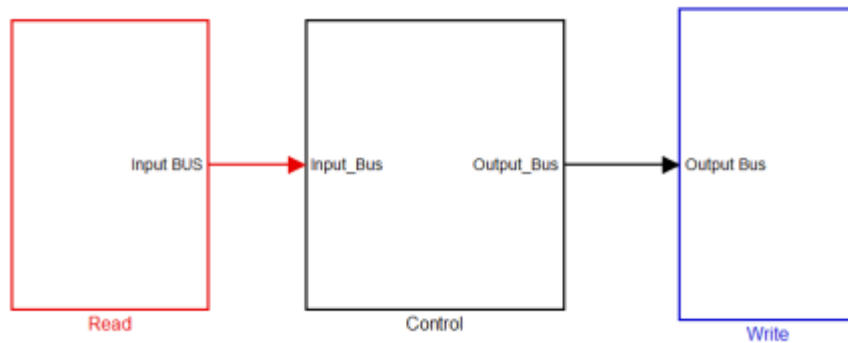 Input BUS
Input_Bus
Output_Bus
Output Bus
Read
Control
Write